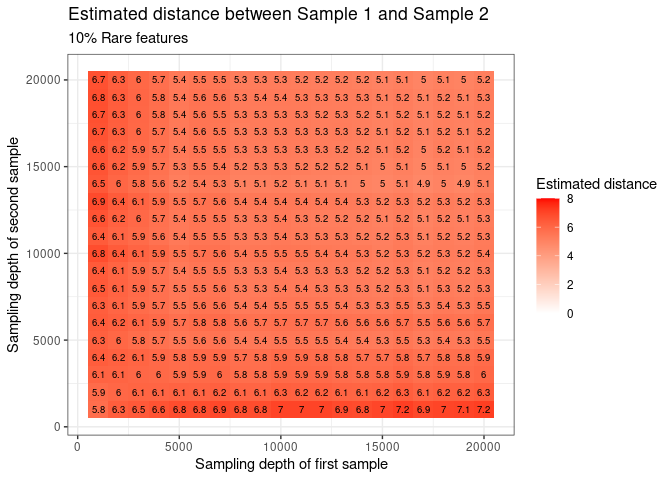 Estimated distance between Sample 1 and Sample 2
10% Rare features
Sampling depth of second sample
20000
15000
10000
5000
0
6.7 6.3 6 5.7 5.4 5.5 5.5 5.3 5.3 5.3 5.2 5.2 5.2 5.2 5.1 5.1 5 5.1 5 5.2
6.8 6.3 6 5.8 5.4 5.6 5.6 5.3 5.4 5.4 5.3 5.3 5.3 5.2 5.1 5.2 5.1 5.2 5.1 5.3
6.7 6.3 6 5.8 5.4 5.6 5.5 5.3 5.3 5.3 5.3 5.3 5.3 5.2 5.1 5.2 5.1 5.2 5.1 5.2
6.7 6.3 6 5.7 5.4 5.5 5.5 5.3 5.3 5.3 5.3 5.3 5.3 5.2 5.1 5.2 5.1 5.2 5.1 5.2
6.6 6.2 5.9 5.7 5.4 5.5 5.5 5.3 5.3 5.3 5.3 5.2 5.2 5.2 5.1 5.2 5 5.2 5.1 5.2
6.6 6.2 5.9 5.7 5.3 5.5 5.4 5.2 5.3 5.3 5.2 5.2 5.2 5.1 5 5.1 5 5.1 5 5.2
6.5 6 5.8 5.6 5.2 5.4 5.3 5.1 5.1 5.2 5.1 5.1 5.1 5 5 5.1 4.9 5 4.9 5.1
6.9 6.4 6.1 5.9 5.5 5.7 5.6 5.4 5.4 5.4 5.4 5.4 5.4 5.3 5.2 5.3 5.2 5.3 5.2 5.3
6.6 6.2 6 5.7 5.4 5.5 5.5 5.3 5.3 5.3 5.3 5.3 5.3 5.2 5.1 5.2 5.1 5.2 5.1 5.3
6.4 6.1 5.9 5.6 5.4 5.5 5.5 5.3 5.3 5.4 5.3 5.3 5.3 5.2 5.2 5.2 5.1 5.2 5.2 5.3
6.8 6.4 6.1 5.9 5.5 5.7 5.6 5.4 5.5 5.5 5.4 5.4 5.4 5.3 5.2 5.3 5.2 5.3 5.2 5.4
6.4 6.1 5.9 5.7 5.4 5.5 5.5 5.3 5.3 5.4 5.3 5.3 5.3 5.3 5.2 5.2 5.1 5.2 5.2 5.3
6.5 6.1 5.9 5.7 5.5 5.6 5.5 5.4 5.4 5.4 5.4 5.4 5.3 5.3 5.2 5.3 5.1 5.2 5.2 5.3
6.3 6.1 5.9 5.7 5.5 5.6 5.6 5.4 5.4 5.5 5.5 5.5 5.4 5.4 5.3 5.4 5.3 5.4 5.3 5.5
6.4 6.2 6.1 5.9 5.7 5.8 5.8 5.6 5.7 5.7 5.7 5.7 5.6 5.6 5.6 5.7 5.5 5.6 5.6 5.7
6.3 6 5.8 5.7 5.5 5.6 5.6 5.4 5.5 5.5 5.5 5.5 5.4 5.4 5.4 5.4 5.3 5.4 5.4 5.5
6.4 6.2 6.1 5.9 5.8 5.9 5.9 5.7 5.8 5.9 5.9 5.9 5.8 5.8 5.7 5.8 5.7 5.8 5.8 5.9
6.1 6.1 6 6 5.9 5.9 6 5.8 5.8 5.9 5.9 5.9 5.8 5.9 5.8 5.9 5.8 5.9 5.8 6
5.9 6 6.1 6.1 6.1 6.1 6.2 6.1 6.1 6.2 6.2 6.2 6.1 6.1 6.2 6.3 6.1 6.2 6.2 6.3
5.8 6.3 6.5 6.6 6.8 6.8 6.9 6.8 6.8 7 7 7 6.9 6.8 7 7.2 6.9 7 7.1 7.2
0 5000 10000 15000 20000
Sampling depth of first sample
Estimated distance
8
6
4
2
0